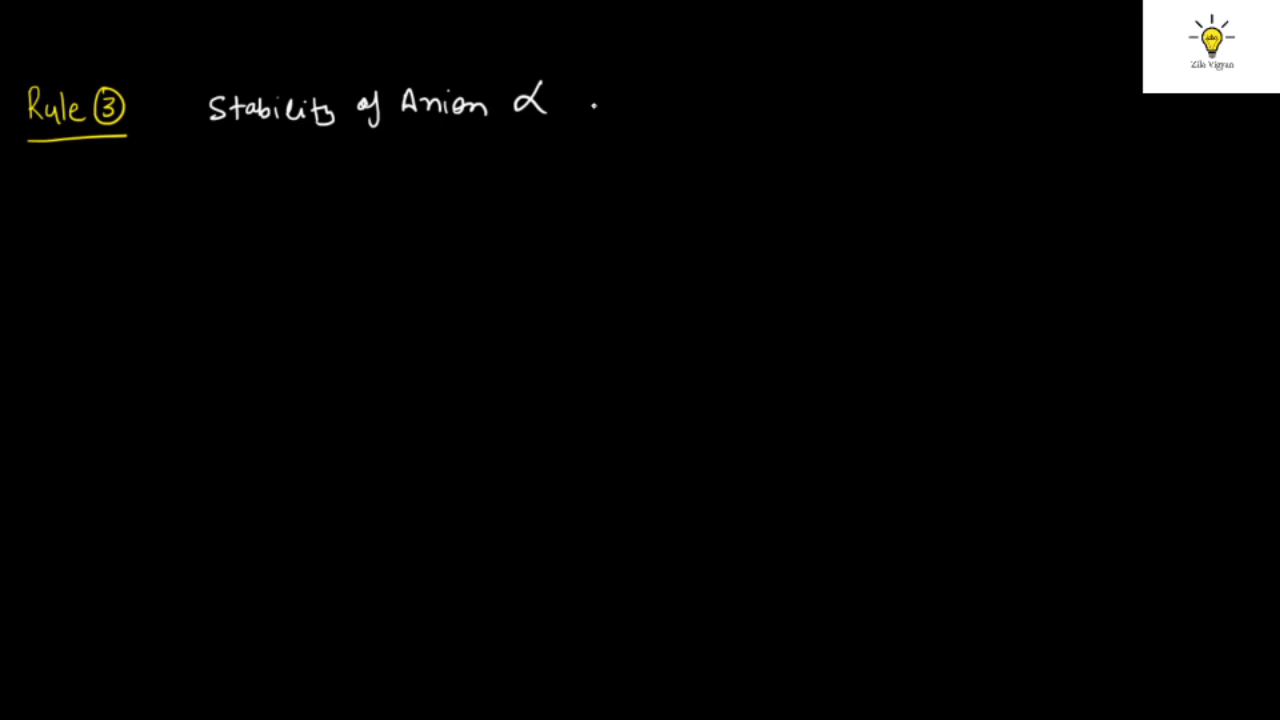 Rule ③ Stability of Anion ∝ .
Zila Vigyan